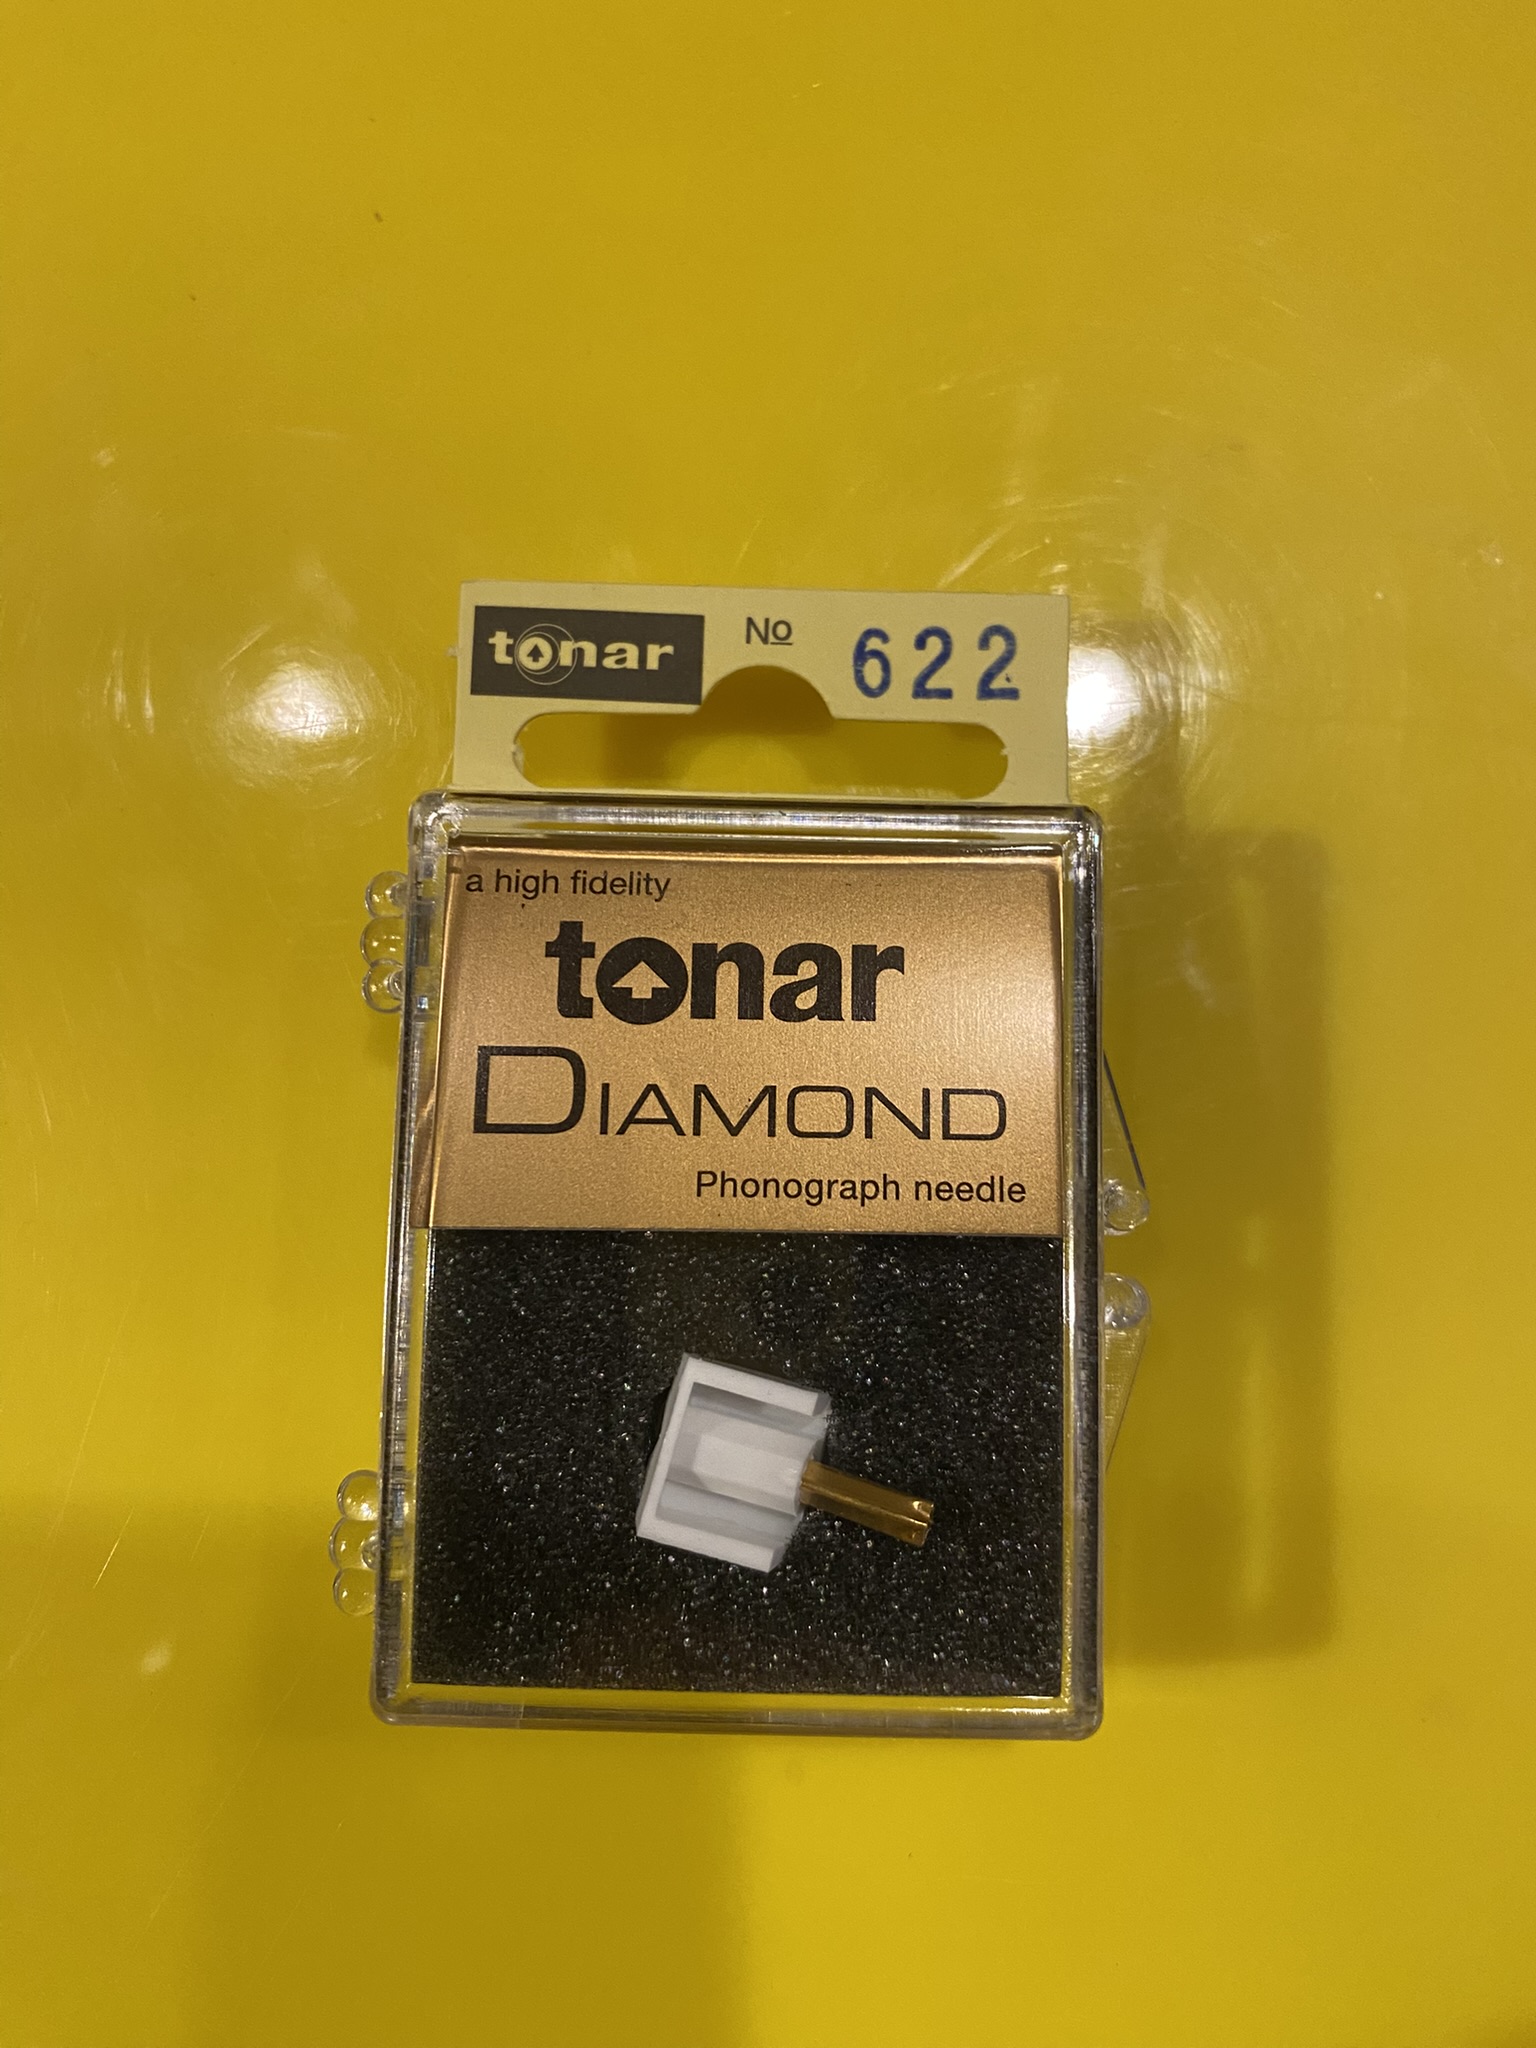 tonar No 622
a high fidelity
tonar
DIAMOND
Phonograph needle